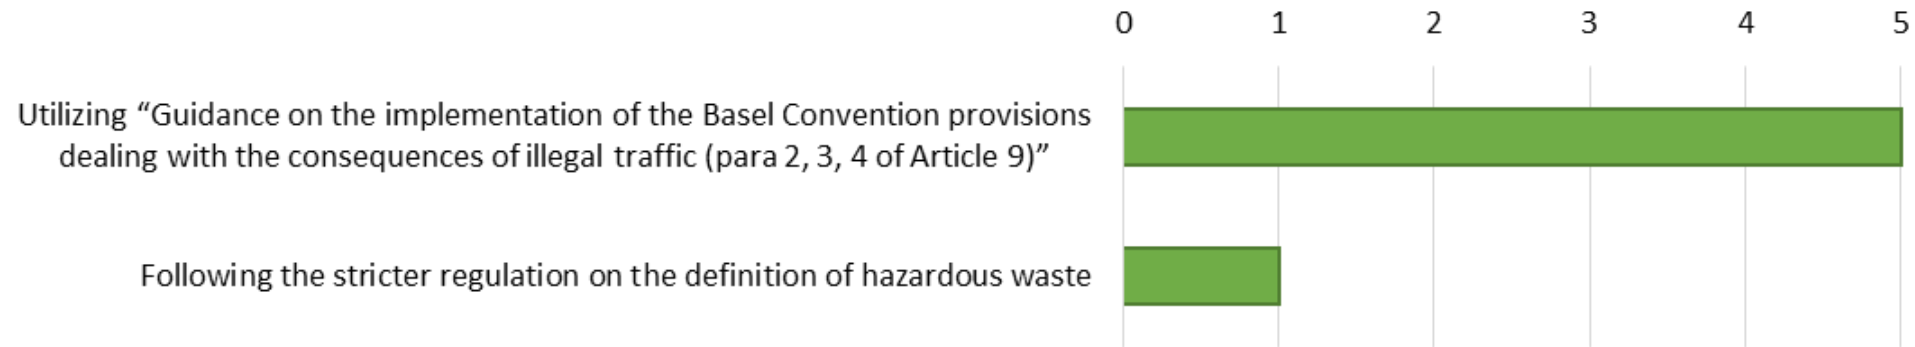 0 1 2 3 4 5
Utilizing “Guidance on the implementation of the Basel Convention provisions
dealing with the consequences of illegal traffic (para 2, 3, 4 of Article 9)”
Following the stricter regulation on the definition of hazardous waste